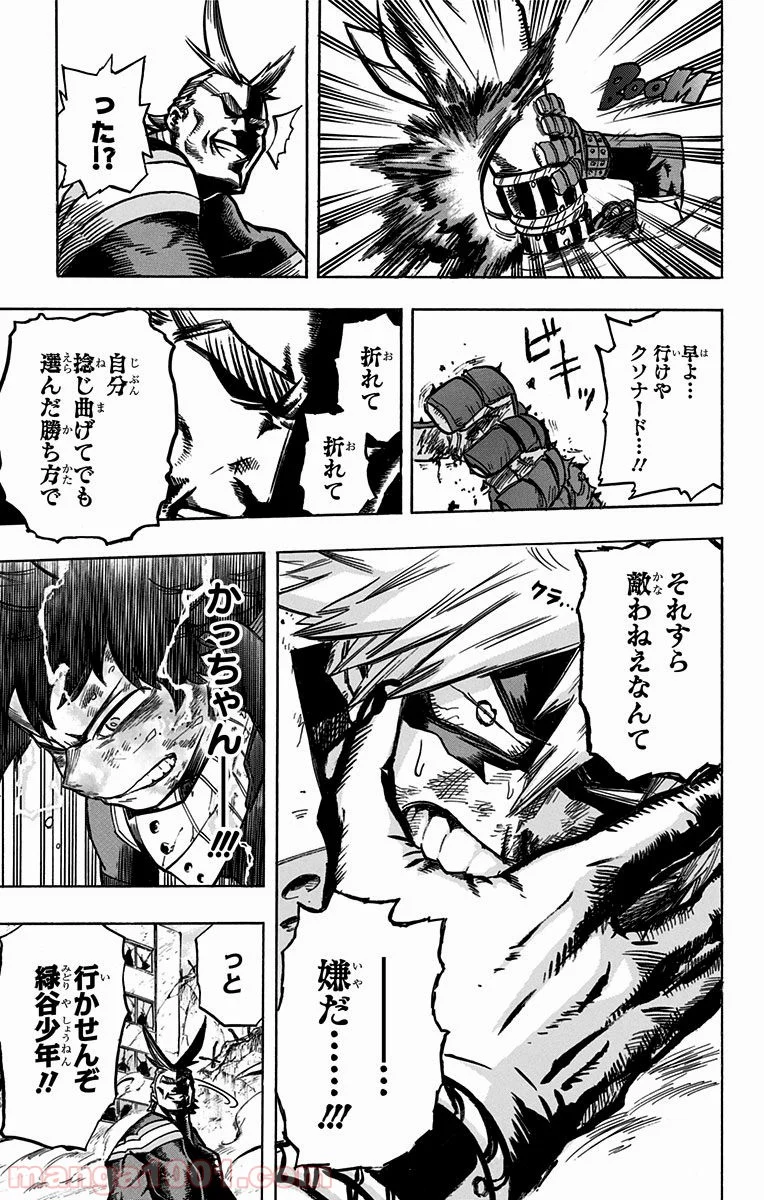 BOOM
った!?
早よ…
行けや
クソナード…!!
ビキ
折れて
折れて
自分
捻じ曲げてでも
選んだ勝ち方で
それすら
敵わねえなんて
クラ…
嫌だ……!!!
かっちゃん──!!!
っと
行かせんぞ
緑谷少年!!
manga1001.com